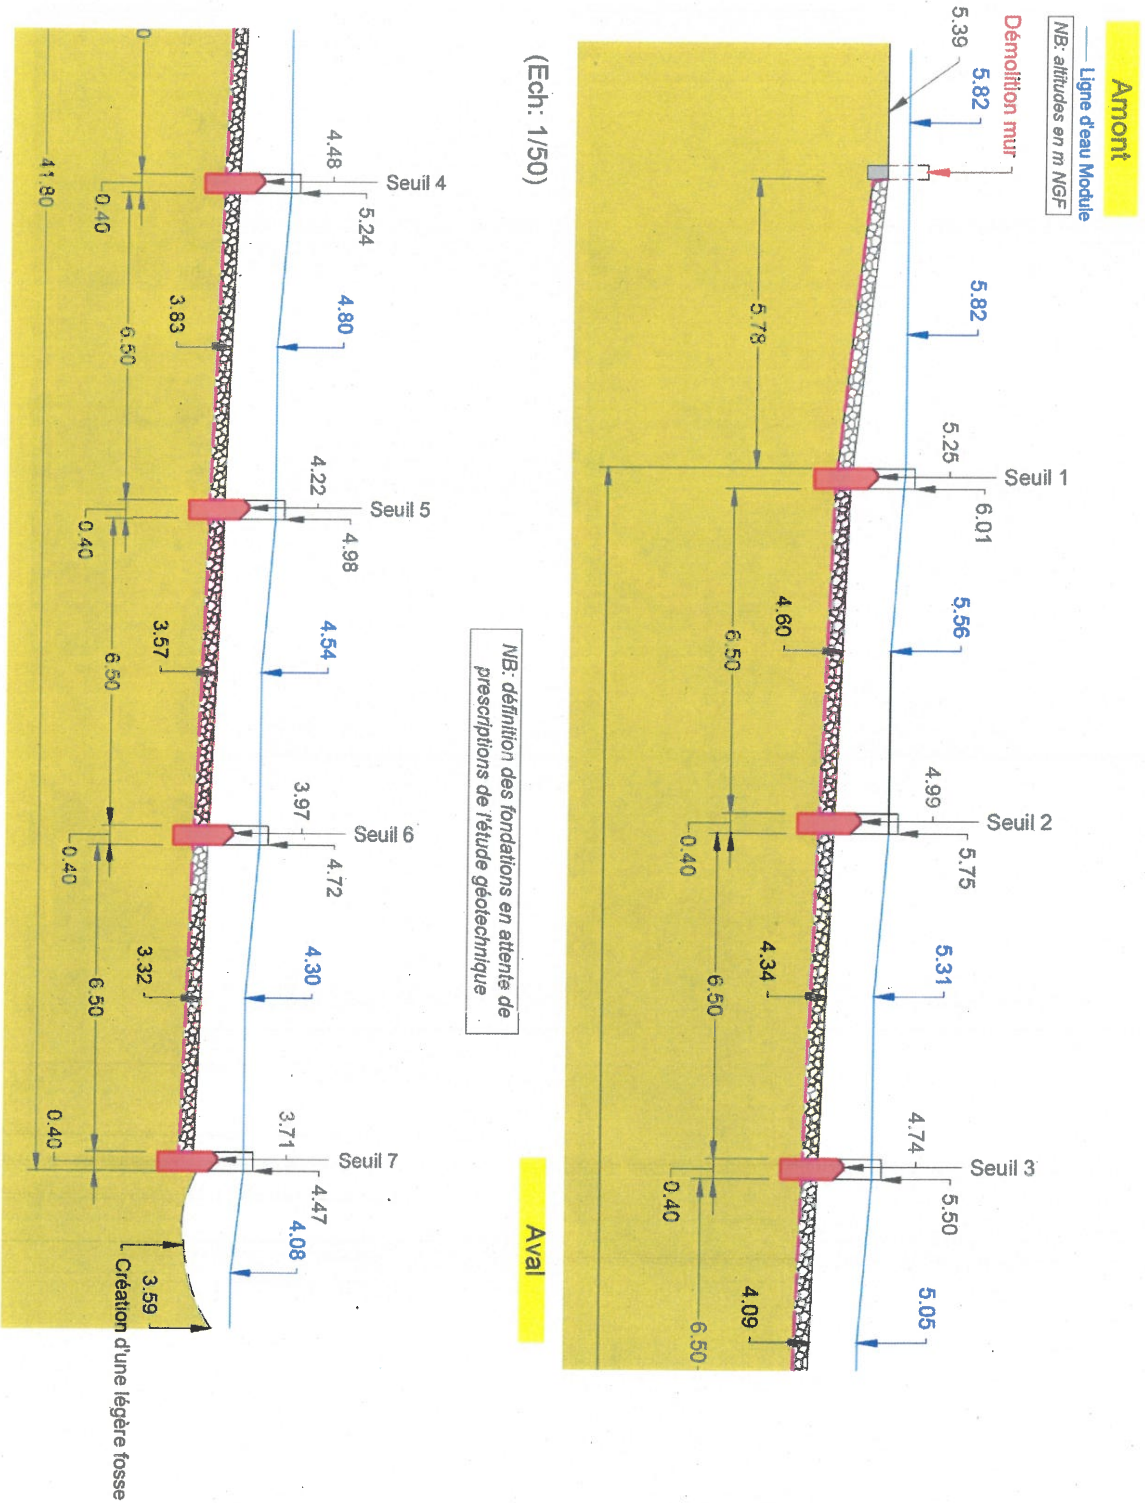 Amont
Ligne d'eau Module
NB: altitudes en m NGF
Démolition mur
5.39
5.82
5.82
5.78
Seuil 1
5.25
6.01
5.56
4.60
6.50
Seuil 2
4.99
5.75
0.40
5.31
4.34
6.50
Seuil 3
4.74
5.50
0.40
5.05
4.09
6.50
(Ech: 1/50)
NB: définition des fondations en attente de
prescriptions de l'étude géotechnique
Aval
0
41.80
Seuil 4
4.48
5.24
0.40
4.80
3.83
6.50
Seuil 5
4.22
4.98
0.40
4.54
3.57
6.50
Seuil 6
3.97
4.72
0.40
4.30
3.32
6.50
Seuil 7
3.71
4.47
0.40
4.08
3.59
Création d'une légère fosse